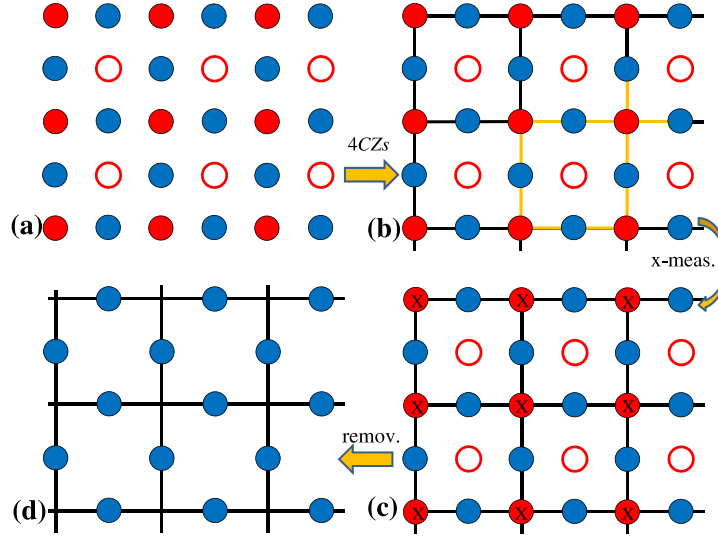 4CZs
(a)
(b)
x-meas.
X X X
X X X
remov.
(d)
(c)
X X X